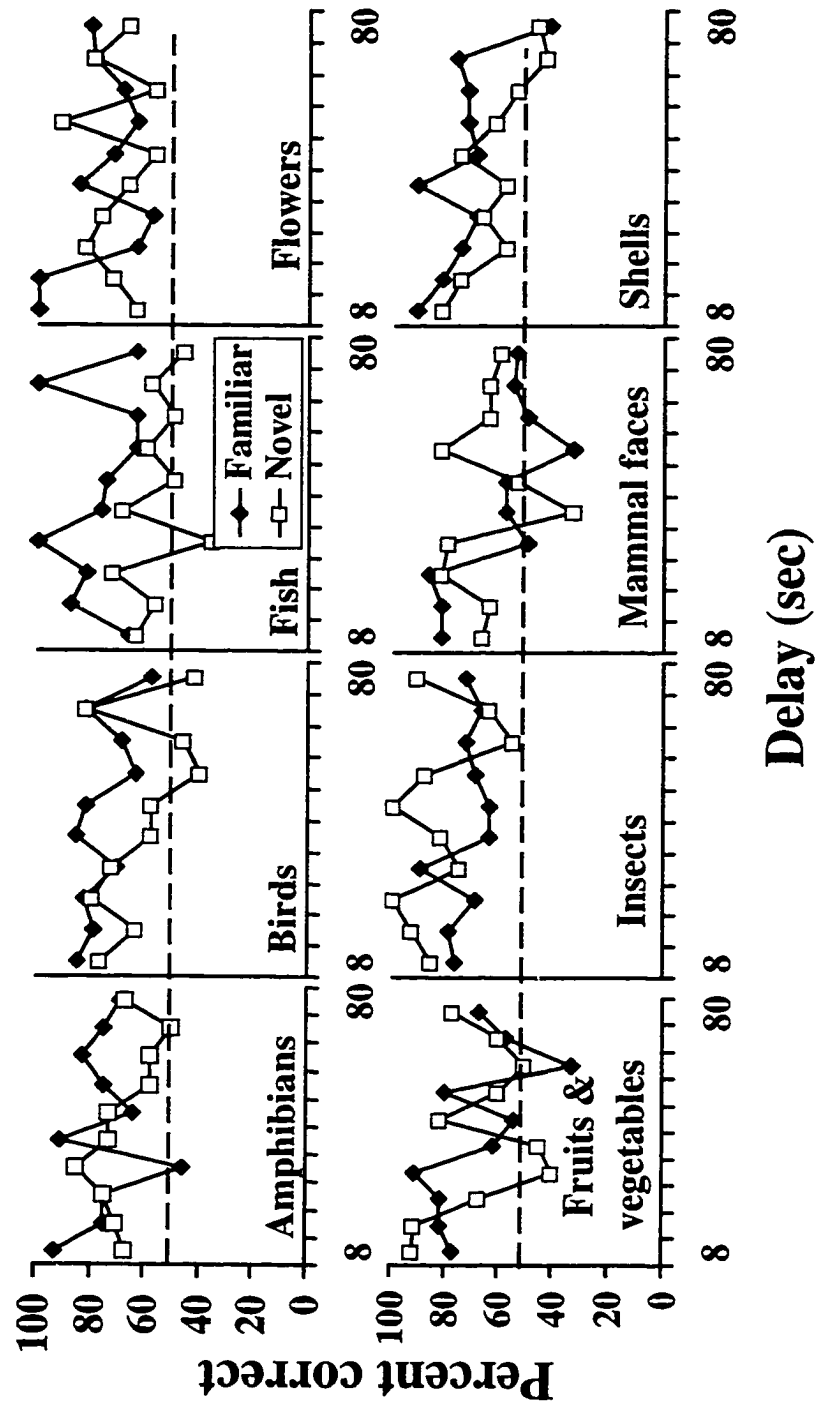 Percent correct
100
80
60
40
20
0
Amphibians
Birds
Fish
Familiar
Novel
Flowers
8
80
8
80
8
80
8
80
100
80
60
40
20
0
Fruits &
vegetables
Insects
Mammal faces
Shells
8
80
8
80
8
80
8
80
Delay (sec)